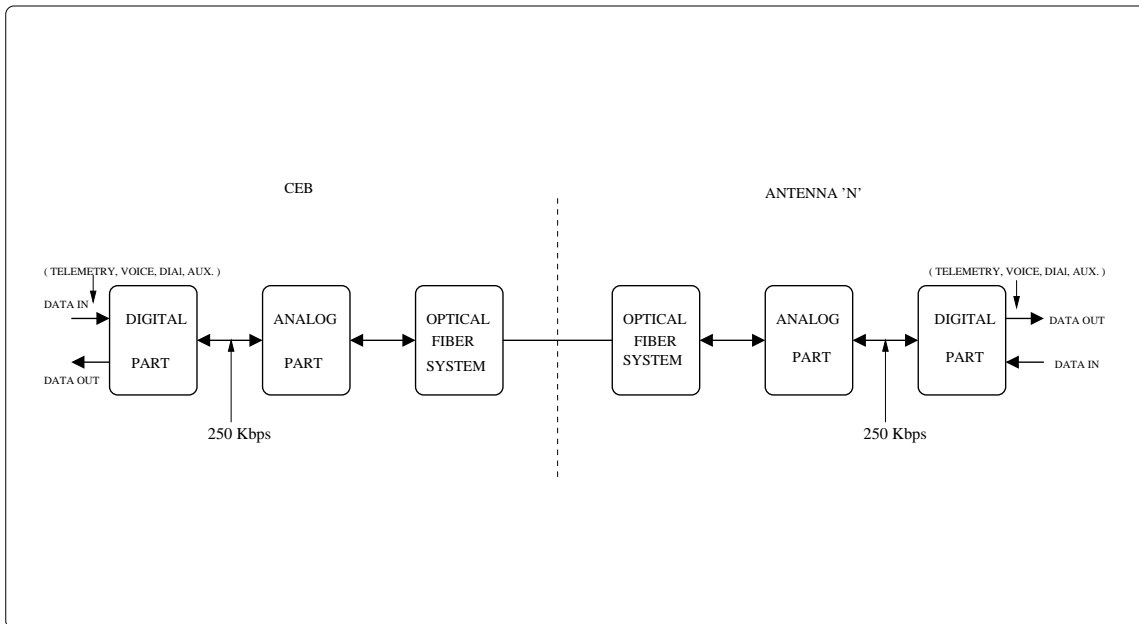 CEB
ANTENNA 'N'
( TELEMETRY, VOICE, DIAl, AUX. )
DATA IN
DATA OUT
DIGITAL
PART
250 Kbps
ANALOG
PART
OPTICAL
FIBER
SYSTEM
OPTICAL
FIBER
SYSTEM
ANALOG
PART
250 Kbps
DIGITAL
PART
( TELEMETRY, VOICE, DIAl, AUX. )
DATA OUT
DATA IN